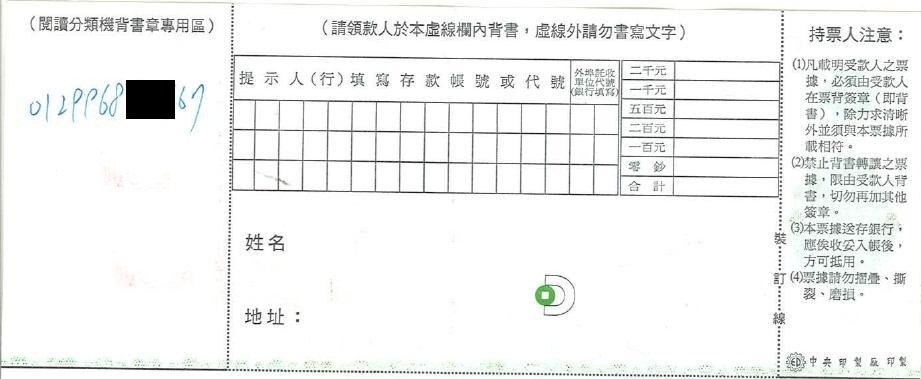 (閱讀分類機背書章專用區)
0129968 67
(請領款人於本虛線欄內背書，虛線外請勿書寫文字)
提示人(行)填寫存款帳號或代號
外埠託收
單位代號
(銀行填寫)
二千元
一千元
五百元
二百元
一百元
零鈔
合計
姓名
地址：
裝
訂
線
持票人注意：
(1)凡載明受款人之票
據，必須由受款人
在票背簽章（即背
書），除力求清晰
外並須與本票據所
載相符。
(2)禁止背書轉讓之票
據，限由受款人背
書，切勿再加其他
簽章。
(3)本票據送存銀行，
應俟收妥入帳後，
方可抵用。
(4)票據請勿摺疊、撕
裂、磨損。
中央印製廠印製